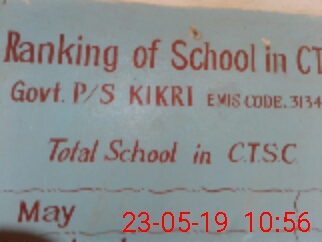 Ranking of School in CT
Govt. P/S KIKRI EMIS CODE. 3134
Total School in C.T.S.C
May
23-05-19 10:56